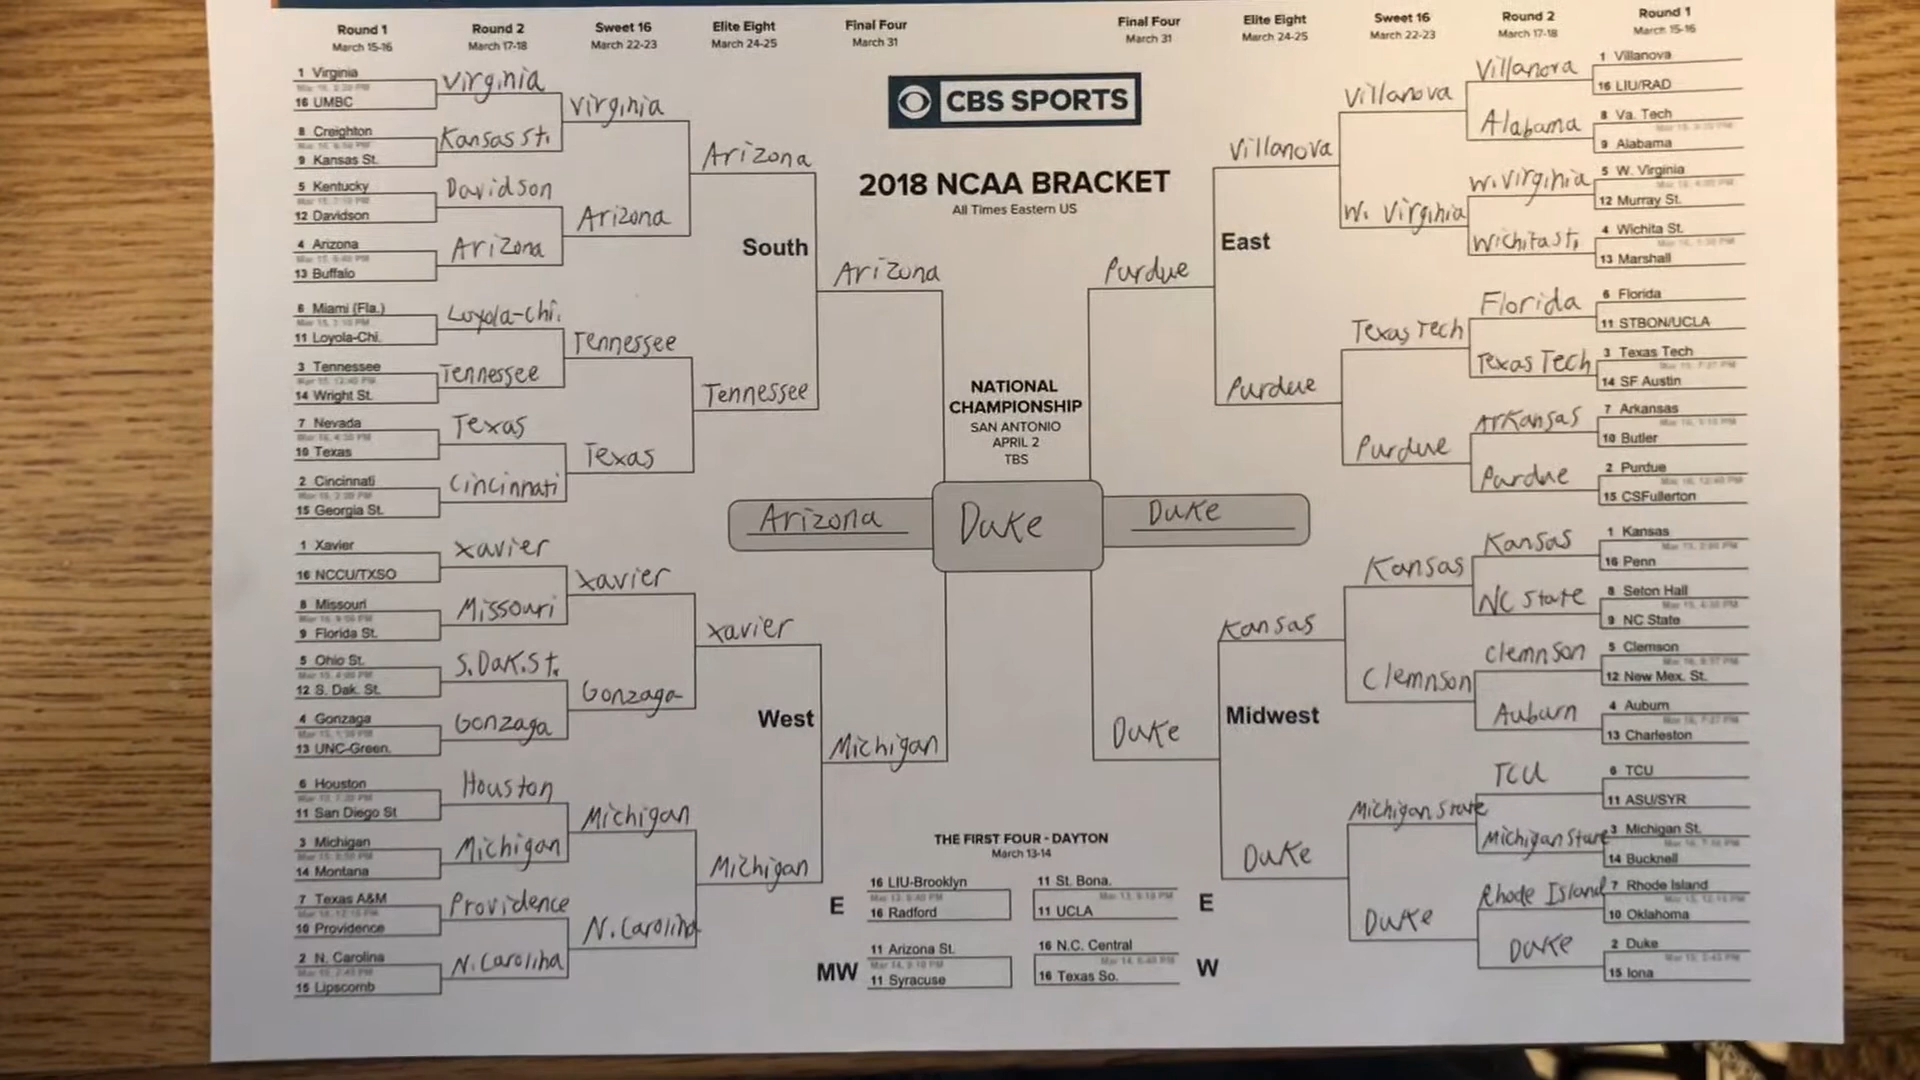 Round 1
March 15-16
Round 2
March 17-18
Sweet 16
March 22-23
Elite Eight
March 24-25
Final Four
March 31
Final Four
March 31
Elite Eight
March 24-25
Sweet 16
March 22-23
Round 2
March 17-18
Round 1
March 15-16
CBS SPORTS
2018 NCAA BRACKET
All Times Eastern US
1 Virginia
16 UMBC
8 Creighton
9 Kansas St.
5 Kentucky
12 Davidson
4 Arizona
13 Buffalo
6 Miami (Fla.)
11 Loyola-Chi.
3 Tennessee
14 Wright St.
7 Nevada
10 Texas
2 Cincinnati
15 Georgia St.
Virginia
Kansas St.
Davidson
Arizona
Loyola-Chi.
Tennessee
Texas
Cincinnati
Virginia
Arizona
Tennessee
Texas
Arizona
Tennessee
South
Arizona
1 Xavier
16 NCCU/TXSO
8 Missouri
9 Florida St.
5 Ohio St.
12 S. Dak. St.
4 Gonzaga
13 UNC-Green.
6 Houston
11 San Diego St
3 Michigan
14 Montana
7 Texas A&M
10 Providence
2 N. Carolina
15 Lipscomb
Xavier
Missouri
S. Dak. St.
Gonzaga
Houston
Michigan
Providence
N. Carolina
Xavier
Gonzaga
Michigan
N. Carolina
Xavier
Michigan
West
Michigan
NATIONAL
CHAMPIONSHIP
SAN ANTONIO
APRIL 2
TBS
Arizona
Duke
Duke
1 Villanova
16 LIU/RAD
8 Va. Tech
9 Alabama
5 W. Virginia
12 Murray St.
4 Wichita St.
13 Marshall
6 Florida
11 STBON/UCLA
3 Texas Tech
14 SF Austin
7 Arkansas
10 Butler
2 Purdue
15 CSFullerton
Villanova
Alabama
W. Virginia
Wichita St.
Florida
Texas Tech
Arkansas
Purdue
Villanova
W. Virginia
Texas Tech
Purdue
Villanova
Purdue
East
Purdue
1 Kansas
16 Penn
8 Seton Hall
9 NC State
5 Clemson
12 New Mex. St.
4 Auburn
13 Charleston
6 TCU
11 ASU/SYR
3 Michigan St.
14 Bucknell
7 Rhode Island
10 Oklahoma
2 Duke
15 Iona
Kansas
NC State
Clemnson
Auburn
TCU
Michigan State
Rhode Island
Duke
Kansas
Clemnson
Michigan State
Duke
Kansas
Duke
Midwest
Duke
THE FIRST FOUR - DAYTON
March 13-14
E
16 LIU-Brooklyn
16 Radford
11 St. Bona.
11 UCLA
E
MW
11 Arizona St.
11 Syracuse
16 N.C. Central
16 Texas So.
W